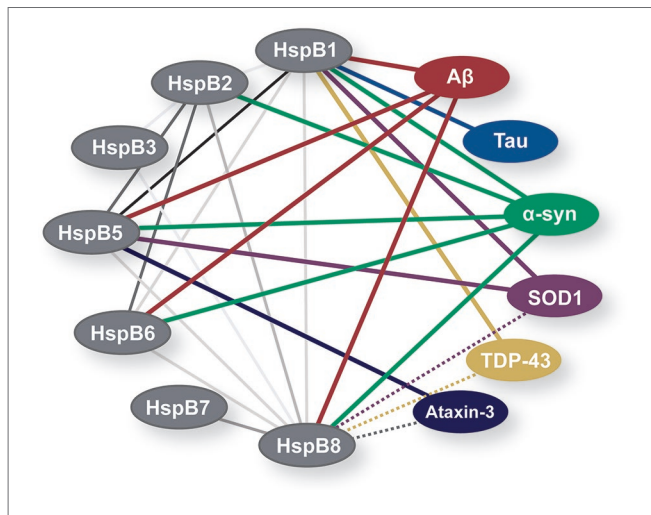 HspB1
HspB2
Aβ
HspB3
Tau
HspB5
α-syn
SOD1
HspB6
TDP-43
HspB7
Ataxin-3
HspB8